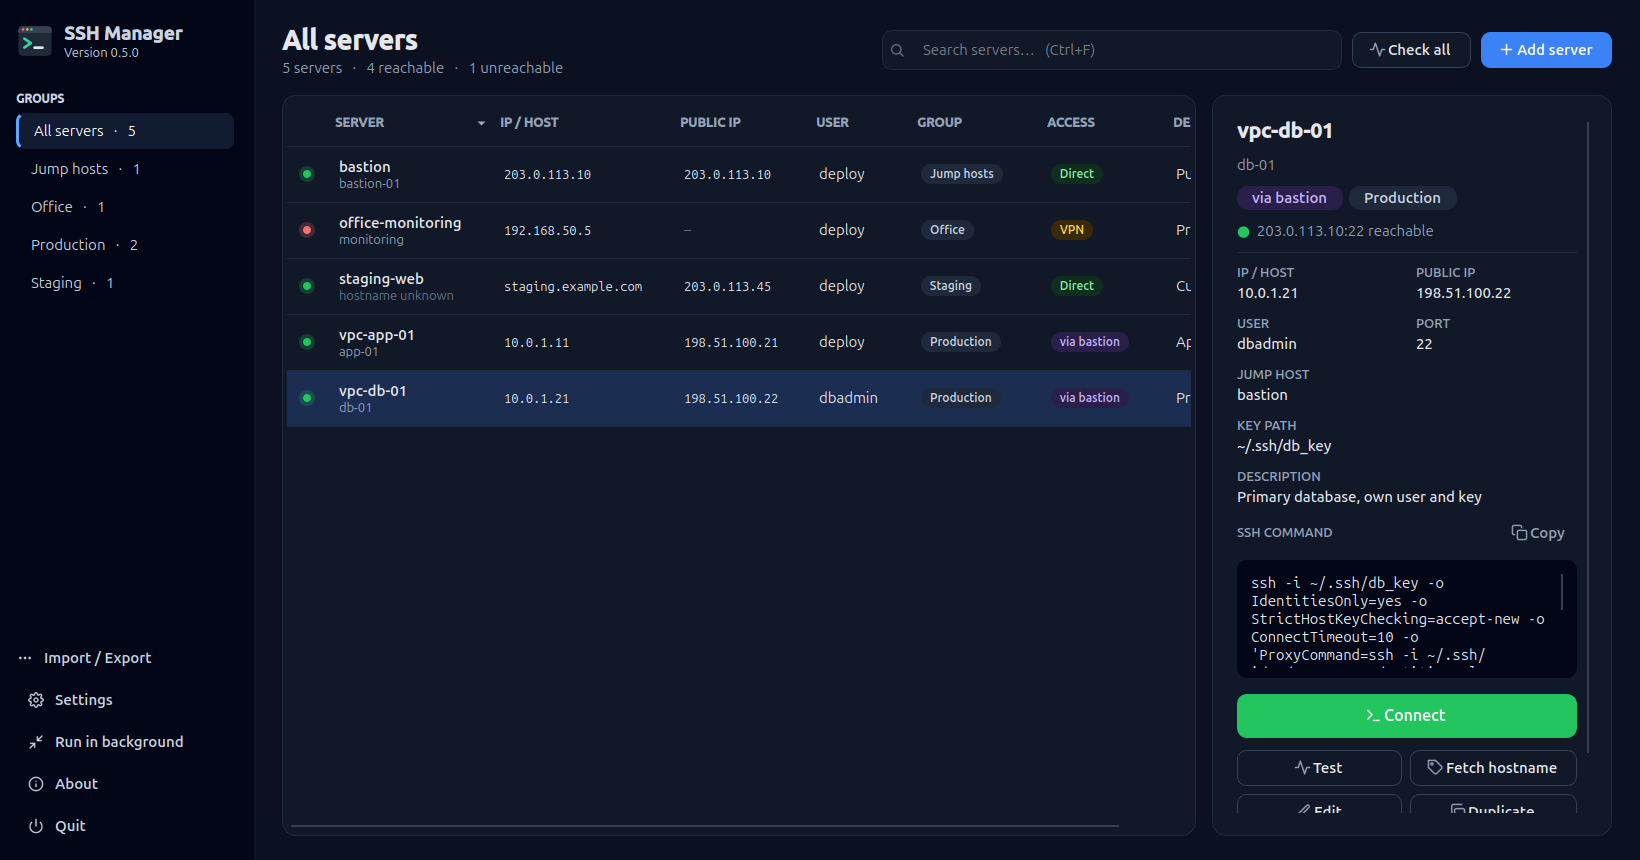 SSH Manager
Version 0.5.0
GROUPS
All servers · 5
Jump hosts · 1
Office · 1
Production · 2
Staging · 1
Import / Export
Settings
Run in background
About
Quit
All servers
5 servers · 4 reachable · 1 unreachable
Search servers... (Ctrl+F)
Check all
+ Add server
SERVER IP / HOST PUBLIC IP USER GROUP ACCESS DE
bastion
bastion-01
203.0.113.10 203.0.113.10 deploy Jump hosts Direct Pu
office-monitoring
monitoring
192.168.50.5 — deploy Office VPN Pr
staging-web
hostname unknown
staging.example.com 203.0.113.45 deploy Staging Direct Cu
vpc-app-01
app-01
10.0.1.11 198.51.100.21 deploy Production via bastion Ap
vpc-db-01
db-01
10.0.1.21 198.51.100.22 dbadmin Production via bastion Pr
vpc-db-01
db-01
via bastion Production
203.0.113.10:22 reachable
IP / HOST PUBLIC IP
10.0.1.21 198.51.100.22
USER PORT
dbadmin 22
JUMP HOST
bastion
KEY PATH
~/.ssh/db_key
DESCRIPTION
Primary database, own user and key
SSH COMMAND Copy
ssh -i ~/.ssh/db_key -o
IdentitiesOnly=yes -o
StrictHostKeyChecking=accept-new -o
ConnectTimeout=10 -o
'ProxyCommand=ssh -i ~/.ssh/
Connect
Test Fetch hostname
Edit Duplicate